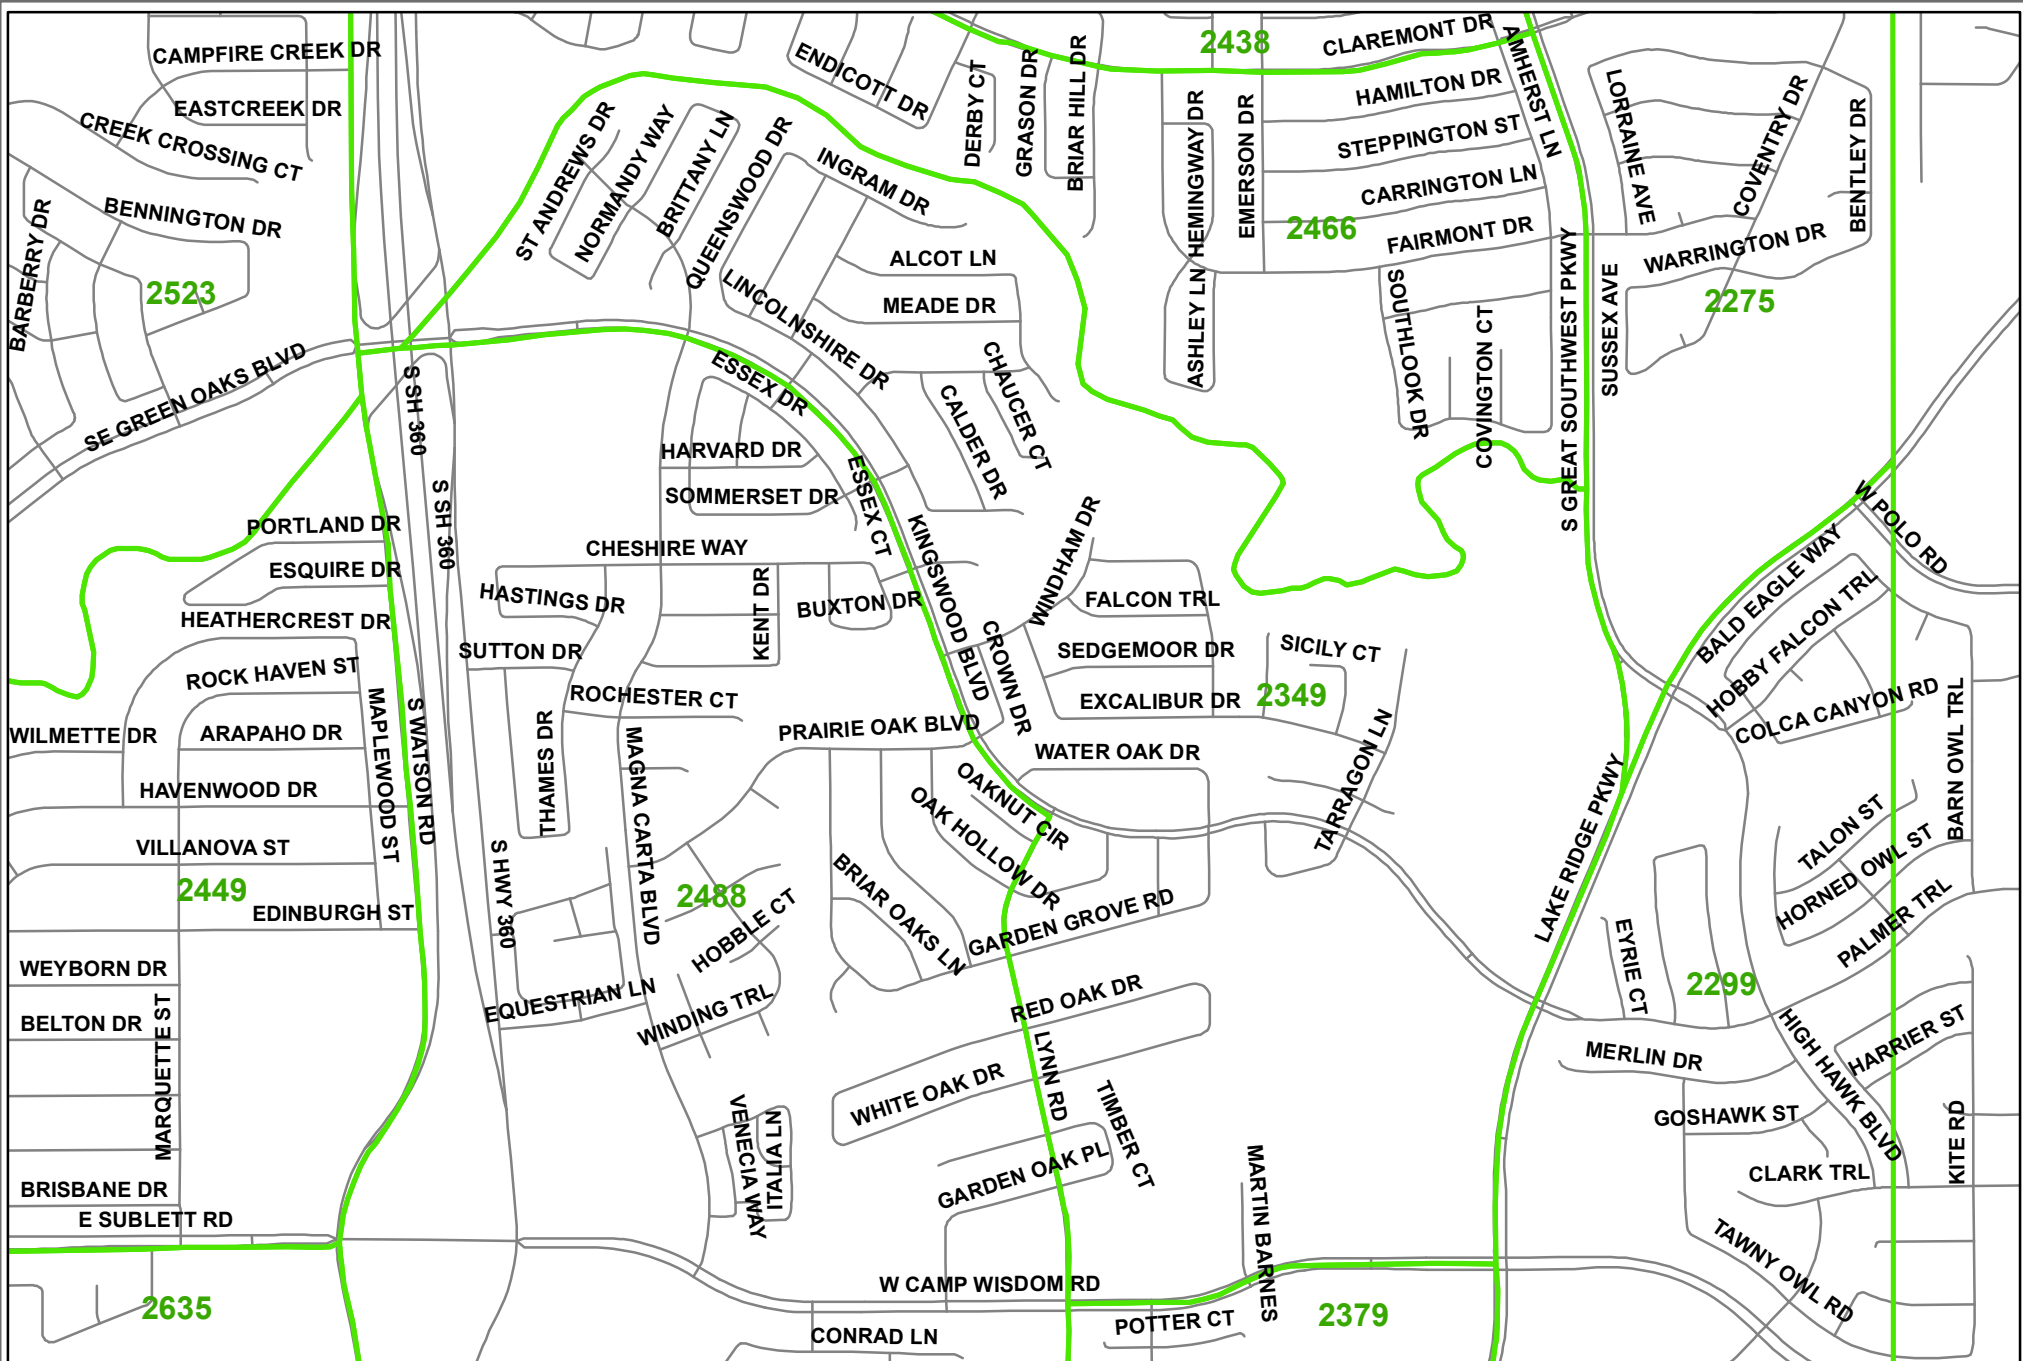 CAMPFIRE CREEK DR
EASTCREEK DR
CREEK CROSSING CT
BENNINGTON DR
BARBERRY DR
2523
SE GREEN OAKS BLVD
S SH 360
S SH 360
ST ANDREWS DR
NORMANDY WAY
BRITTANY LN
QUEENSWOOD DR
ENDICOTT DR
INGRAM DR
DERBY CT
GRASON DR
BRIAR HILL DR
2438
CLAREMONT DR
AMHERST LN
HAMILTON DR
STEPPINGTON ST
CARRINGTON LN
2466
FAIRMONT DR
HEMINGWAY DR
EMERSON DR
ASHLEY LN
LORRAINE AVE
COVENTRY DR
BENTLEY DR
WARRINGTON DR
2275
SUSSEX AVE
S GREAT SOUTHWEST PKWY
SOUTHLOOK DR
COVINGTON CT
ALCOT LN
MEADE DR
LINCOLNSHIRE DR
CHAUCER CT
CALDER DR
ESSEX DR
HARVARD DR
SOMMERSET DR
ESSEX CT
PORTLAND DR
ESQUIRE DR
HEATHERCREST DR
ROCK HAVEN ST
WILMETTE DR
ARAPAHO DR
HAVENWOOD DR
MAPLEWOOD ST
S WATSON RD
VILLANOVA ST
2449
EDINBURGH ST
WEYBORN DR
BELTON DR
MARQUETTE ST
BRISBANE DR
E SUBLETT RD
2635
CHESHIRE WAY
HASTINGS DR
KENT DR
BUXTON DR
SUTTON DR
ROCHESTER CT
THAMES DR
MAGNA CARTA BLVD
S HWY 360
2488
HOBBLE CT
EQUESTRIAN LN
WINDING TRL
VENECIA WAY
ITALIA LN
KINGSWOOD BLVD
CROWN DR
WINDHAM DR
FALCON TRL
SEDGEMOOR DR
EXCALIBUR DR
SICILY CT
2349
TARRAGON LN
PRAIRIE OAK BLVD
WATER OAK DR
OAKNUT CIR
OAK HOLLOW DR
BRIAR OAKS LN
GARDEN GROVE RD
RED OAK DR
WHITE OAK DR
LYNN RD
TIMBER CT
GARDEN OAK PL
MARTIN BARNES
W CAMP WISDOM RD
CONRAD LN
POTTER CT
2379
W POLO RD
BALD EAGLE WAY
HOBBY FALCON TRL
COLCA CANYON RD
BARN OWL TRL
LAKE RIDGE PKWY
TALON ST
HORNED OWL ST
PALMER TRL
EYRIE CT
2299
HARRIER ST
MERLIN DR
HIGH HAWK BLVD
GOSHAWK ST
CLARK TRL
KITE RD
TAWNY OWL RD